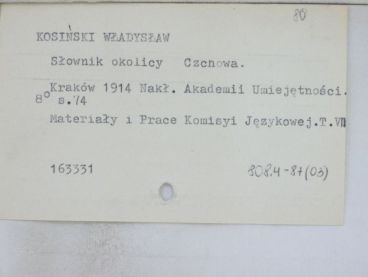 80
KOSIŃSKI WŁADYSŁAW
Słownik okolicy Czchowa.
Kraków 1914 Nakł. Akademii Umiejętności.
8° s.74
Materiały i Prace Komisyi Językowej.T.VII
163331 808.4-87(03)